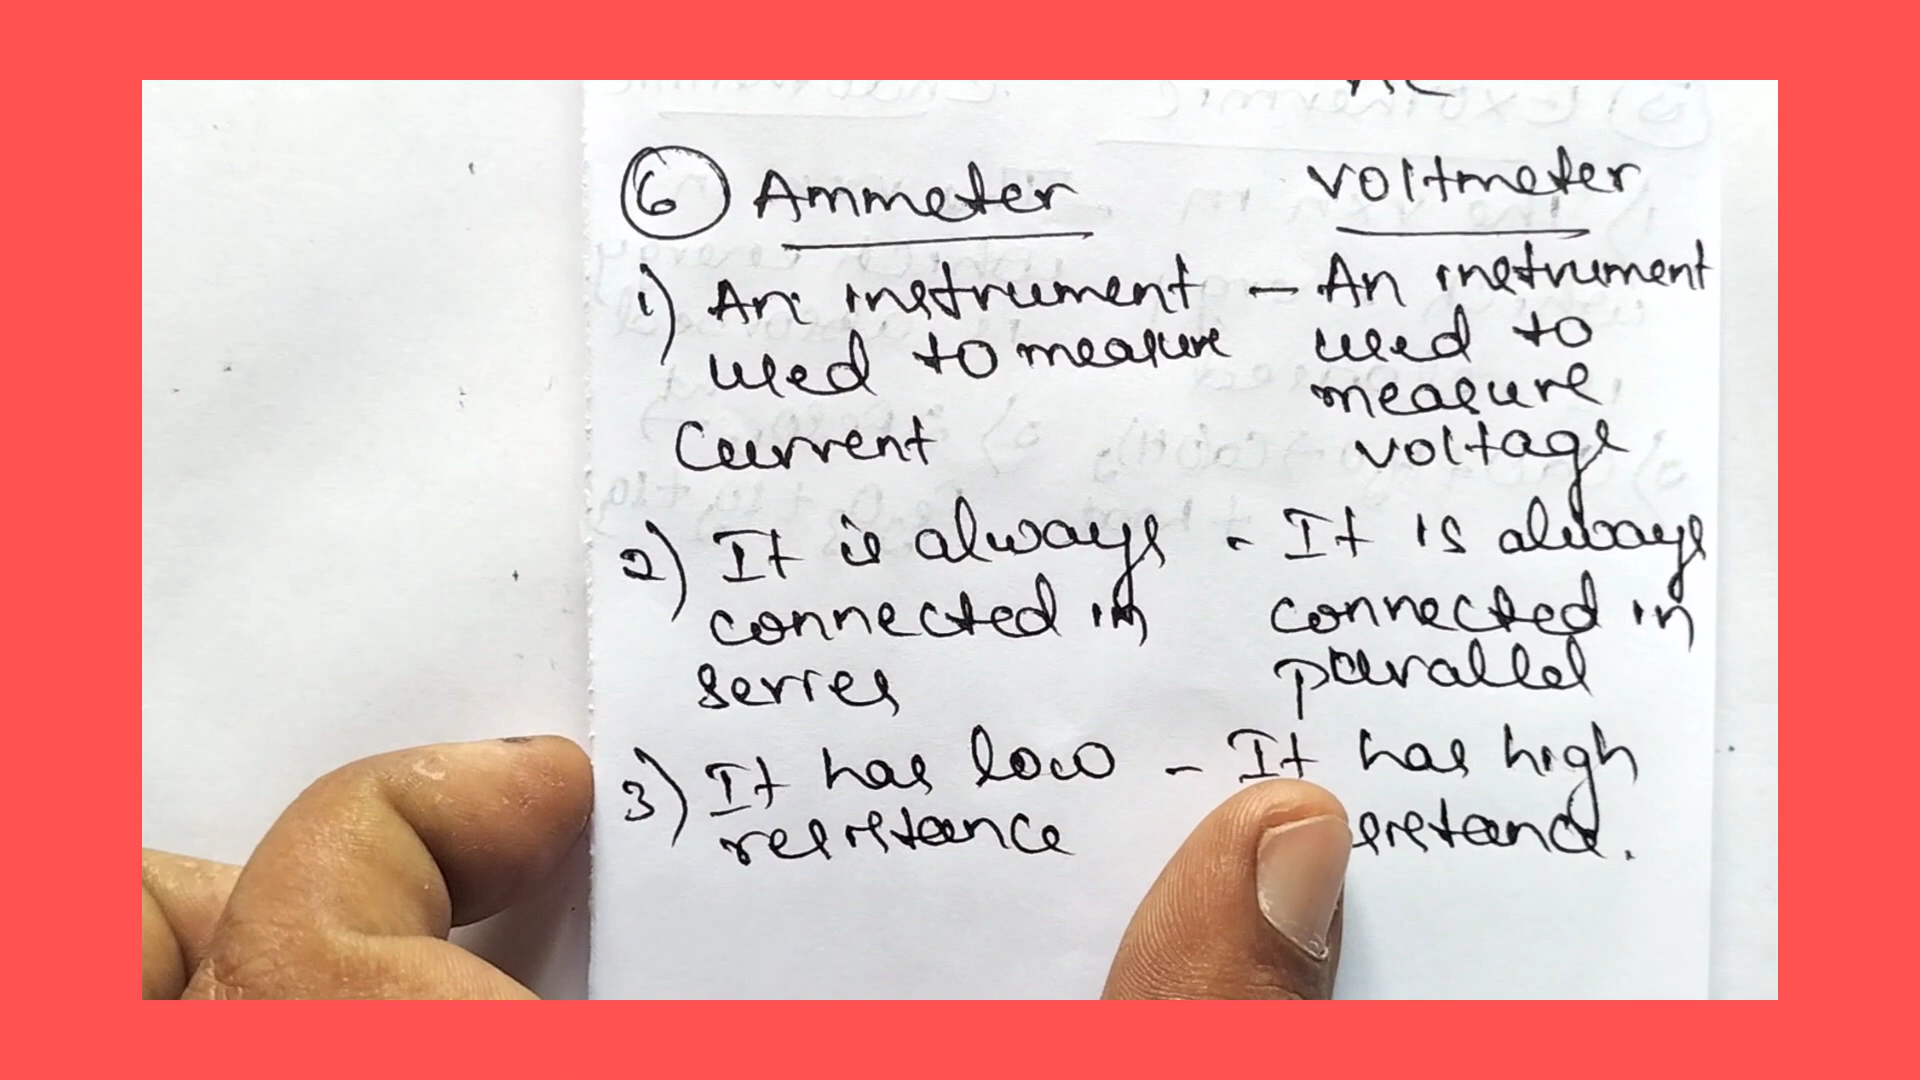 6 Ammeter voltmeter
1) An instrument - An instrument
used to measure used to
measure
Current voltage
2) It is always - It is always
connected in connected in
series parallel
3) It has low - It has high
resistance